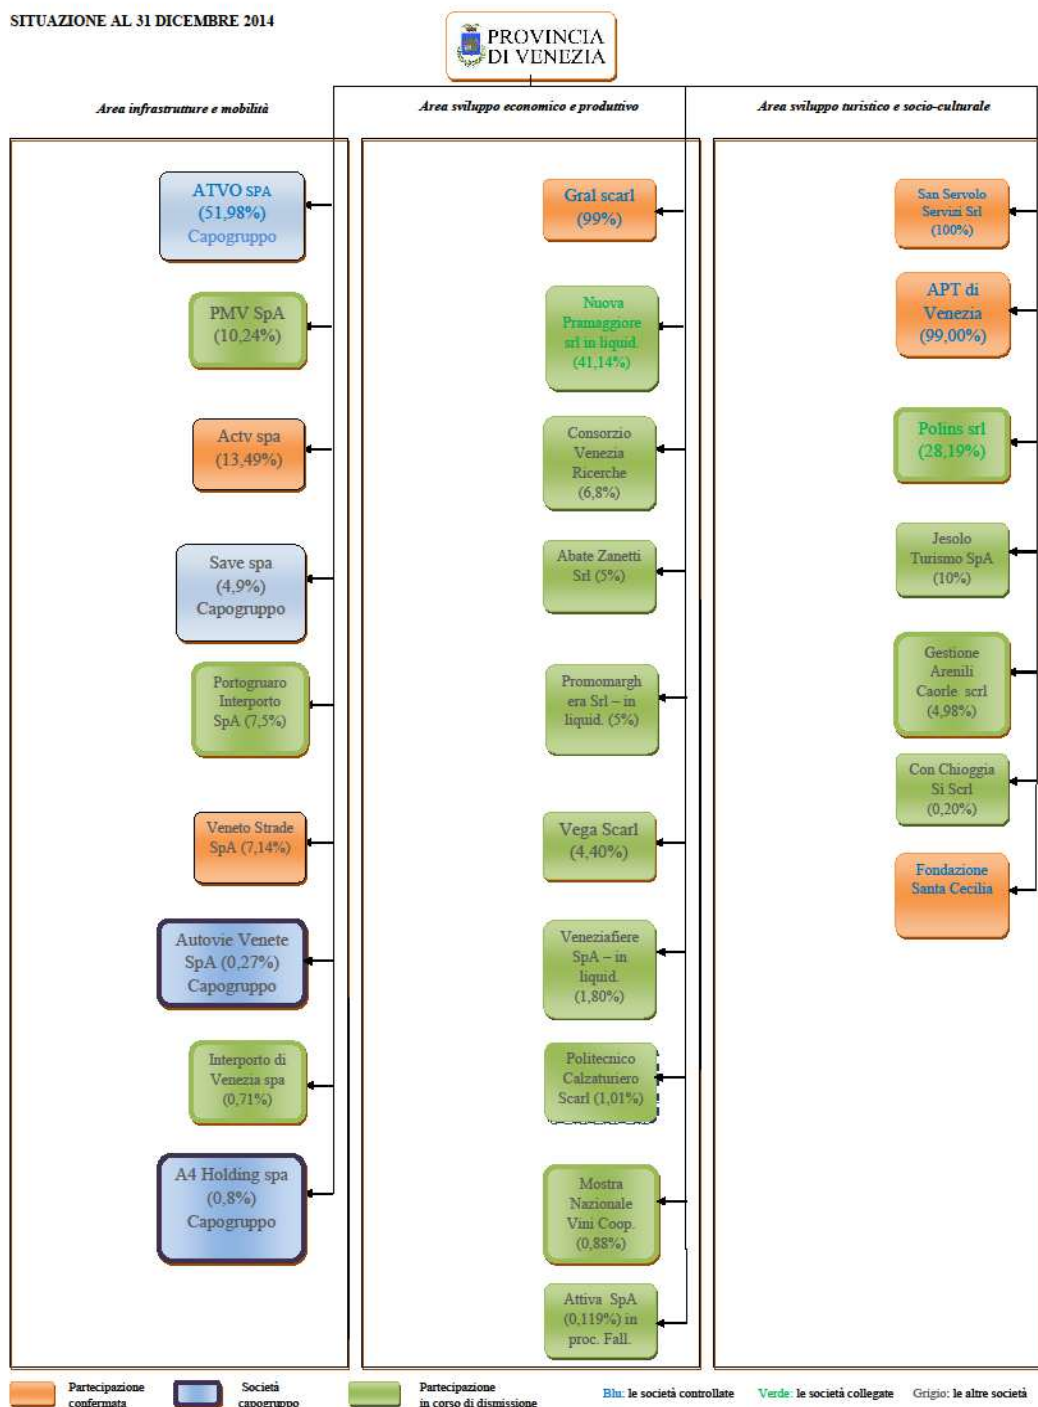 SITUAZIONE AL 31 DICEMBRE 2014
PROVINCIA
DI VENEZIA
Area infrastrutture e mobilità
ATVO SPA
(51,98%)
Capogruppo
PMV SpA
(10,24%)
Actv spa
(13,49%)
Save spa
(4,9%)
Capogruppo
Portogruaro
Interporto
SpA (7,5%)
Veneto Strade
SpA (7,14%)
Autovie Venete
SpA (0,27%)
Capogruppo
Interporto di
Venezia spa
(0,71%)
A4 Holding spa
(0,8%)
Capogruppo
Area sviluppo economico e produttivo
Gral scarl
(99%)
Nuova
Pramaggiore
srl in liquid.
(41,14%)
Consorzio
Venezia
Ricerche
(6,8%)
Abate Zanetti
Srl (5%)
Promomargh
era Srl – in
liquid. (5%)
Vega Scarl
(4,40%)
Veneziafiere
SpA – in
liquid.
(1,80%)
Politecnico
Calzaturiero
Scarl (1,01%)
Mostra
Nazionale
Vini Coop.
(0,88%)
Attiva SpA
(0,119%) in
proc. Fall.
Area sviluppo turistico e socio-culturale
San Servolo
Servizi Srl
(100%)
APT di
Venezia
(99,00%)
Polins srl
(28,19%)
Jesolo
Turismo SpA
(10%)
Gestione
Arenili
Caorle scrl
(4,98%)
Con Chioggia
Si Scrl
(0,20%)
Fondazione
Santa Cecilia
Partecipazione
confermata
Società
capogruppo
Partecipazione
in corso di dismissione
Blu: le società controllate
Verde: le società collegate
Grigio: le altre società